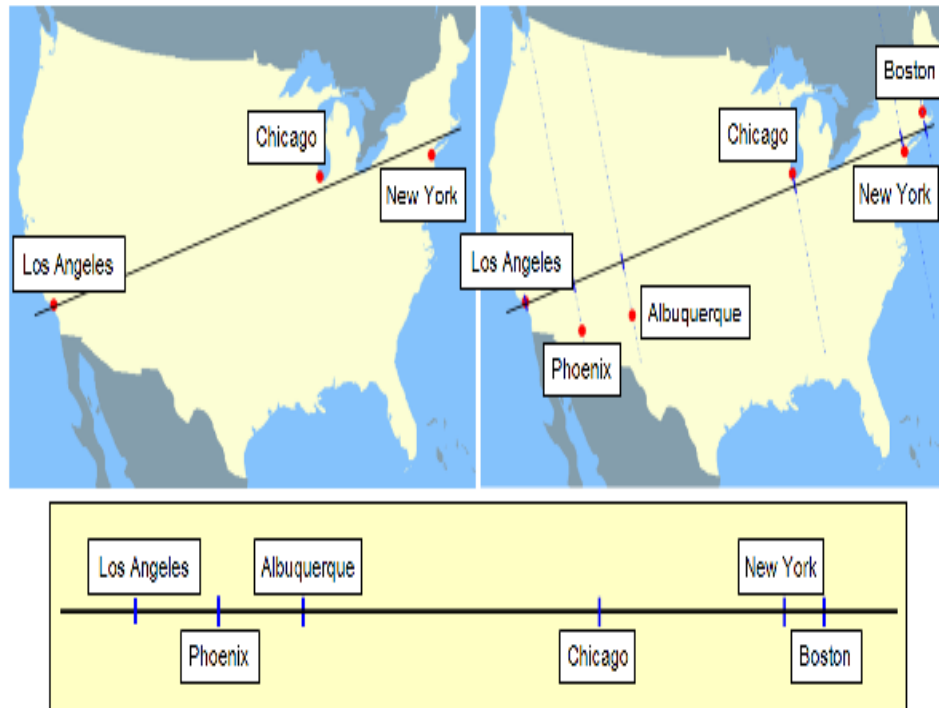 Chicago
New York
Los Angeles
Boston
Chicago
New York
Los Angeles
Albuquerque
Phoenix
Los Angeles
Albuquerque
New York
Phoenix
Chicago
Boston